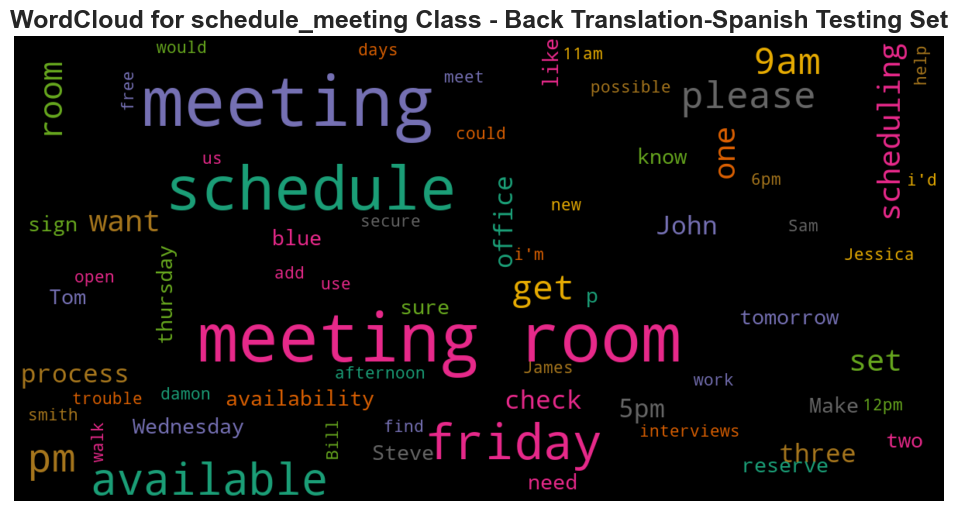 WordCloud for schedule_meeting Class - Back Translation-Spanish Testing Set
would
days
like
11am
9am
scheduling
help
room
free
meeting
meet
possible
please
could
one
know
us
schedule
6pm
i'd
office
new
sign
want
secure
John
Sam
blue
thursday
i'm
Jessica
open
add
use
get
p
Tom
sure
tomorrow
meeting room
set
process
afternoon
James
work
trouble
damon
availability
check
5pm
Make
12pm
smith
Wednesday
walk
Bill
find
friday
interviews
two
Steve
three
pm
reserve
available
need